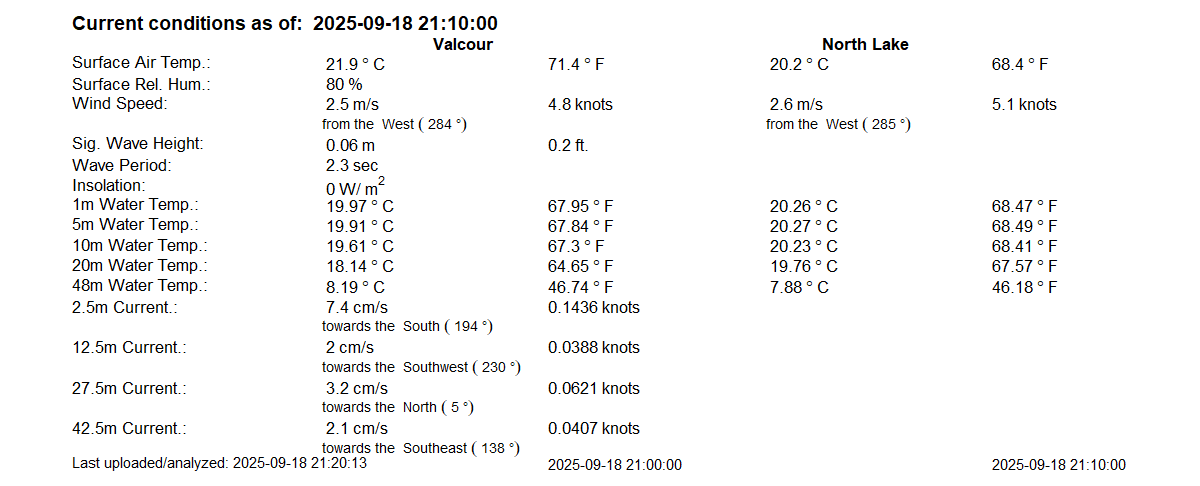 Current conditions as of: 2025-09-18 21:10:00
Valcour North Lake
Surface Air Temp.: 21.9 ° C 71.4 ° F 20.2 ° C 68.4 ° F
Surface Rel. Hum.: 80 %
Wind Speed: 2.5 m/s 4.8 knots 2.6 m/s 5.1 knots
from the West ( 284 °) from the West ( 285 °)
Sig. Wave Height: 0.06 m 0.2 ft.
Wave Period: 2.3 sec
Insolation: 0 W/ m2
1m Water Temp.: 19.97 ° C 67.95 ° F 20.26 ° C 68.47 ° F
5m Water Temp.: 19.91 ° C 67.84 ° F 20.27 ° C 68.49 ° F
10m Water Temp.: 19.61 ° C 67.3 ° F 20.23 ° C 68.41 ° F
20m Water Temp.: 18.14 ° C 64.65 ° F 19.76 ° C 67.57 ° F
48m Water Temp.: 8.19 ° C 46.74 ° F 7.88 ° C 46.18 ° F
2.5m Current.: 7.4 cm/s 0.1436 knots
towards the South ( 194 °)
12.5m Current.: 2 cm/s 0.0388 knots
towards the Southwest ( 230 °)
27.5m Current.: 3.2 cm/s 0.0621 knots
towards the North ( 5 °)
42.5m Current.: 2.1 cm/s 0.0407 knots
towards the Southeast ( 138 °)
Last uploaded/analyzed: 2025-09-18 21:20:13 2025-09-18 21:00:00 2025-09-18 21:10:00